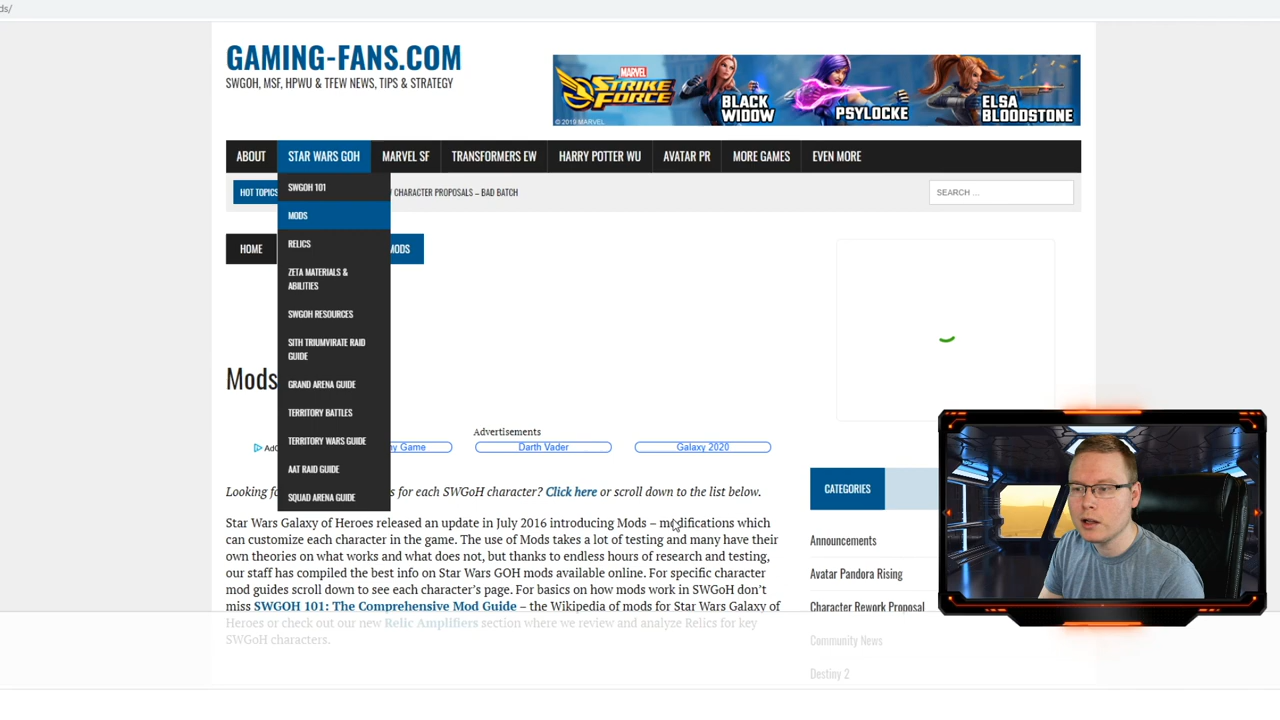 ds/
GAMING-FANS.COM
SWGOH, MSF, HPWU & TFEW NEWS, TIPS & STRATEGY
MARVEL
STRIKE
FORCE
© 2019 MARVEL
BLACK
WIDOW
PSYLOCKE
ELSA
BLOODSTONE
ABOUT
STAR WARS GOH
MARVEL SF
TRANSFORMERS EW
HARRY POTTER WU
AVATAR PR
MORE GAMES
EVEN MORE
HOT TOPICS
CHARACTER PROPOSALS – BAD BATCH
SEARCH ...
SWGOH 101
MODS
RELICS
ZETA MATERIALS &
ABILITIES
SWGOH RESOURCES
SITH TRIUMVIRATE RAID
GUIDE
GRAND ARENA GUIDE
TERRITORY BATTLES
TERRITORY WARS GUIDE
AAT RAID GUIDE
SQUAD ARENA GUIDE
HOME
MODS
Mods
Advertisements
Game
Darth Vader
Galaxy 2020
Looking fo s for each SWGoH character? Click here or scroll down to the list below.
Star Wars Galaxy of Heroes released an update in July 2016 introducing Mods – modifications which
can customize each character in the game. The use of Mods takes a lot of testing and many have their
own theories on what works and what does not, but thanks to endless hours of research and testing,
our staff has compiled the best info on Star Wars GOH mods available online. For specific character
mod guides scroll down to see each character's page. For basics on how mods work in SWGoH don't
miss SWGOH 101: The Comprehensive Mod Guide – the Wikipedia of mods for Star Wars Galaxy of
Heroes or check out our new Relic Amplifiers section where we review and analyze Relics for key
SWGoH characters.
CATEGORIES
Announcements
Avatar Pandora Rising
Character Rework Proposal
Community News
Destiny 2